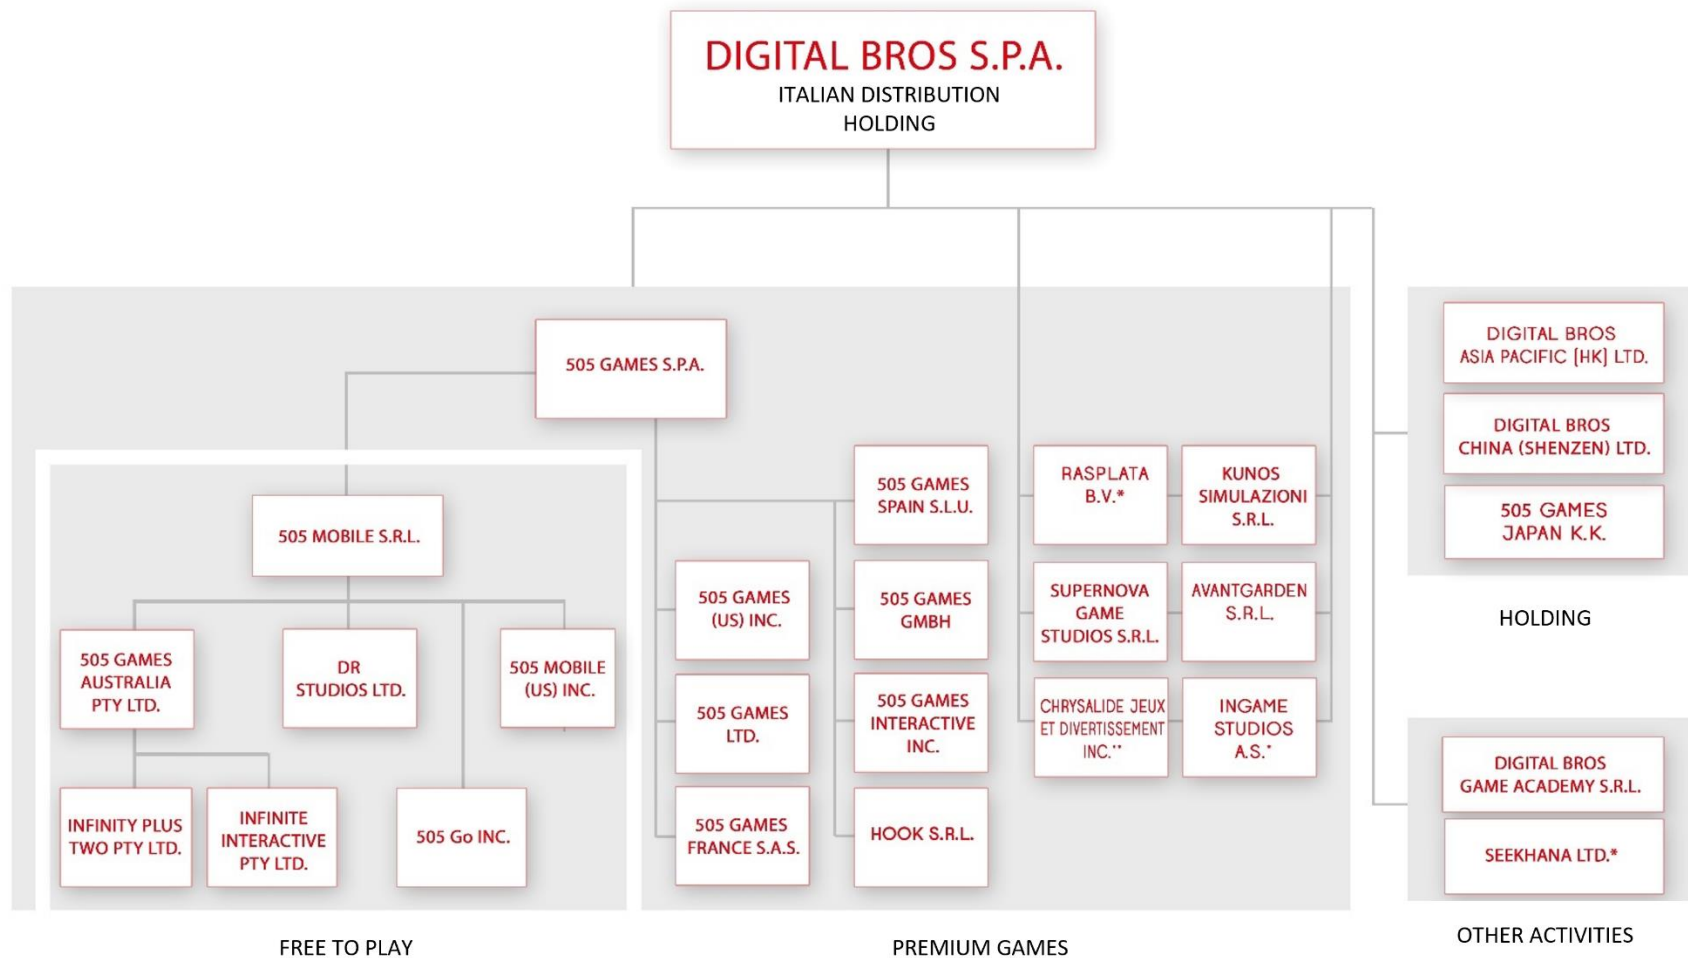 DIGITAL BROS S.P.A.
ITALIAN DISTRIBUTION
HOLDING
505 GAMES S.P.A.
505 MOBILE S.R.L.
505 GAMES
AUSTRALIA
PTY LTD.
DR
STUDIOS LTD.
505 MOBILE
(US) INC.
INFINITY PLUS
TWO PTY LTD.
INFINITE
INTERACTIVE
PTY LTD.
505 Go INC.
FREE TO PLAY
505 GAMES
SPAIN S.L.U.
505 GAMES
(US) INC.
505 GAMES
GMBH
505 GAMES
LTD.
505 GAMES
INTERACTIVE
INC.
505 GAMES
FRANCE S.A.S.
HOOK S.R.L.
RASPLATA
B.V.*
KUNOS
SIMULAZIONI
S.R.L.
SUPERNOVA
GAME
STUDIOS S.R.L.
AVANTGARDEN
S.R.L.
CHRYSALIDE JEUX
ET DIVERTISSEMENT
INC.**
INGAME
STUDIOS
A.S.*
PREMIUM GAMES
DIGITAL BROS
ASIA PACIFIC [HK] LTD.
DIGITAL BROS
CHINA (SHENZEN) LTD.
505 GAMES
JAPAN K.K.
HOLDING
DIGITAL BROS
GAME ACADEMY S.R.L.
SEEKHANA LTD.*
OTHER ACTIVITIES